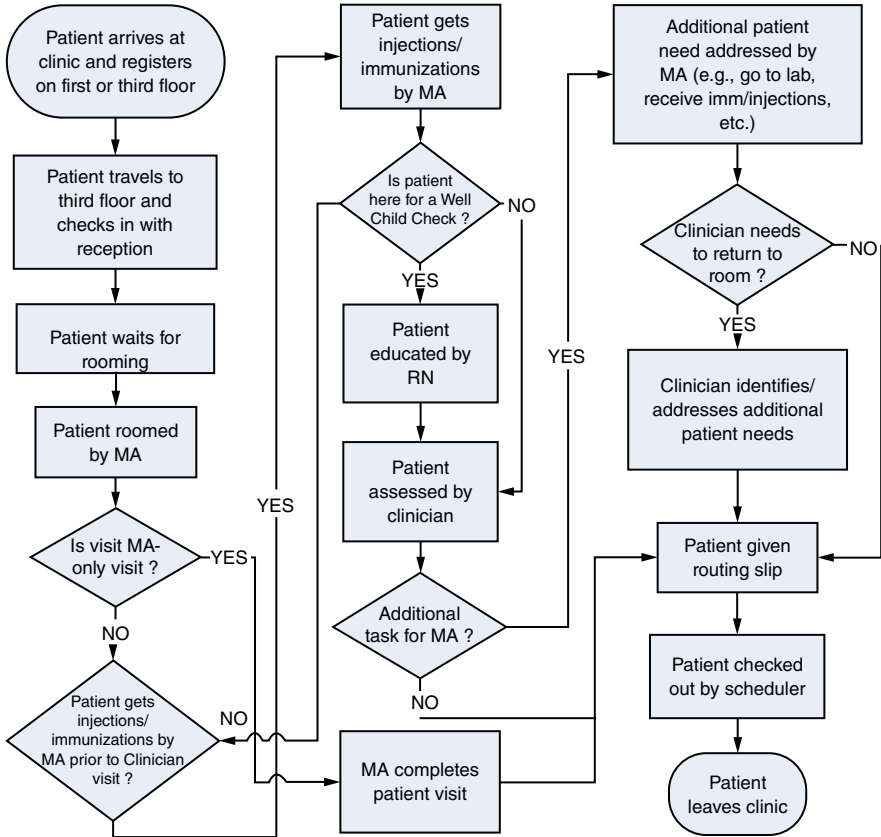 Patient arrives at
clinic and registers
on first or third floor
Patient travels to
third floor and
checks in with
reception
Patient waits for
rooming
Patient roomed
by MA
Is visit MA-
only visit ?
YES
NO
Patient gets
injections/
immunizations by
MA prior to Clinician
visit ?
NO
YES
Patient gets
injections/
immunizations
by MA
Is patient
here for a Well
Child Check ?
NO
YES
Patient
educated by
RN
Patient
assessed by
clinician
Additional
task for MA ?
YES
NO
MA completes
patient visit
Additional patient
need addressed by
MA (e.g., go to lab,
receive imm/injections,
etc.)
Clinician needs
to return to
room ?
NO
YES
Clinician identifies/
addresses additional
patient needs
Patient given
routing slip
Patient checked
out by scheduler
Patient
leaves clinic